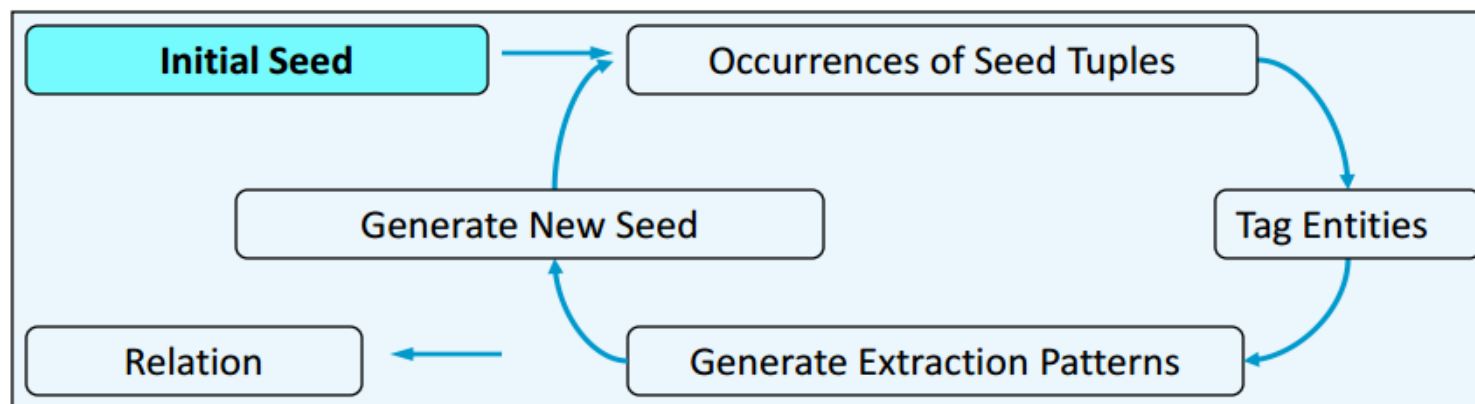 Initial Seed
Occurrences of Seed Tuples
Generate New Seed
Tag Entities
Relation
Generate Extraction Patterns